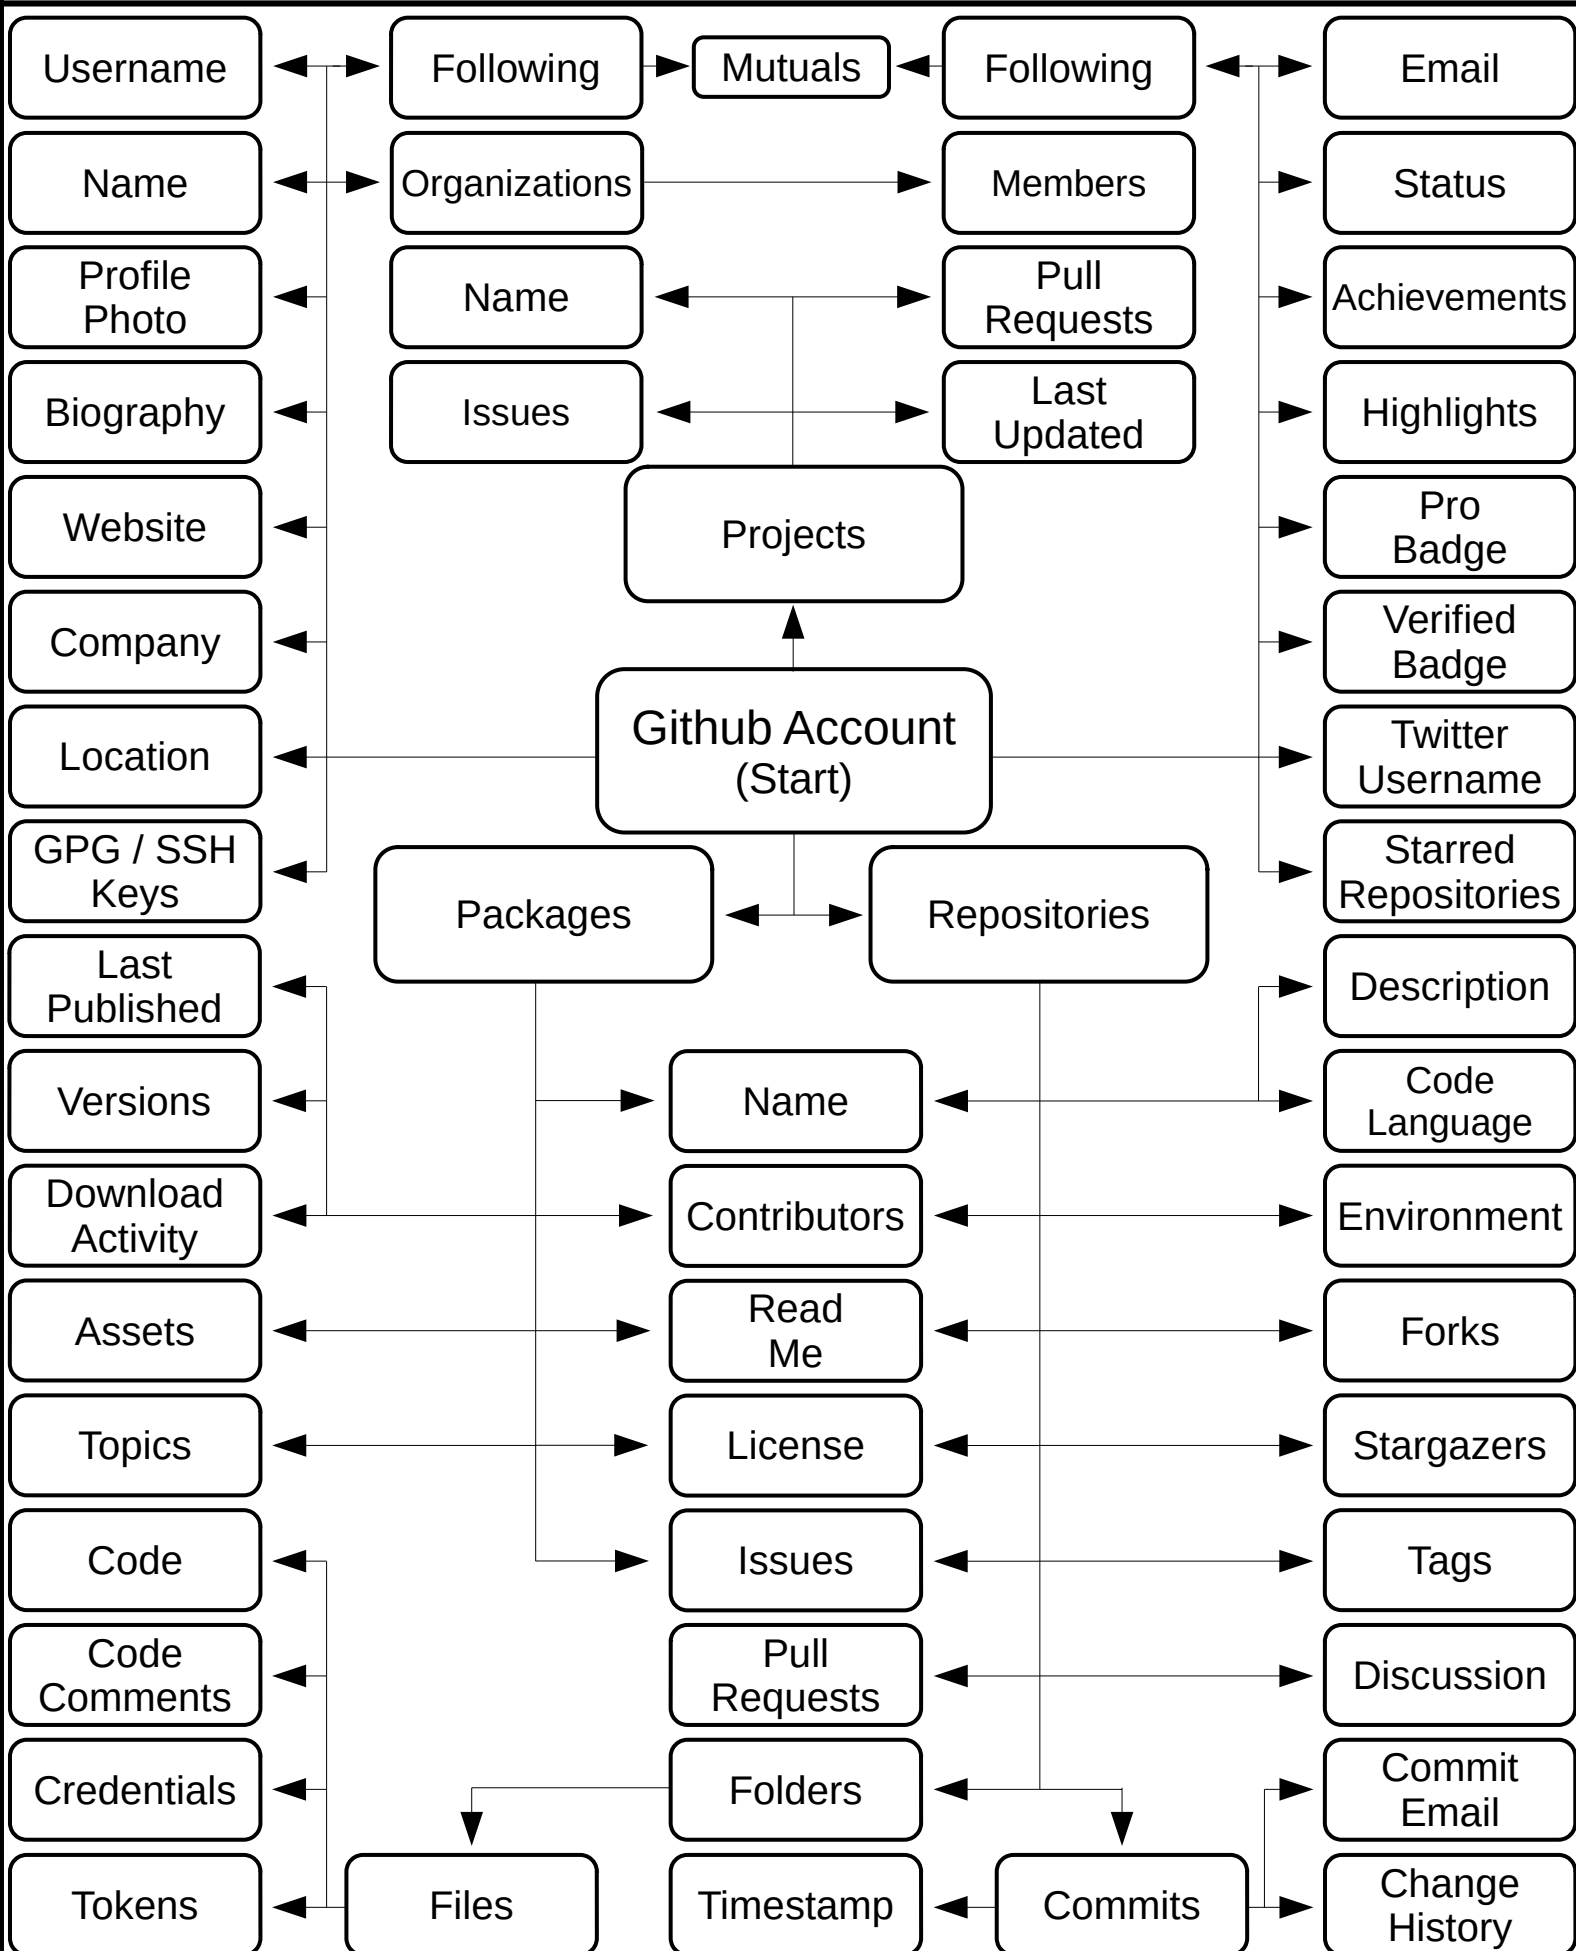 Username
Following
Mutuals
Following
Email
Name
Organizations
Members
Status
Profile
Photo
Name
Pull
Requests
Achievements
Biography
Issues
Last
Updated
Highlights
Website
Projects
Pro
Badge
Company
Verified
Badge
Location
Github Account
(Start)
Twitter
Username
GPG / SSH
Keys
Packages
Repositories
Starred
Repositories
Last
Published
Description
Versions
Name
Code
Language
Download
Activity
Contributors
Environment
Assets
Read
Me
Forks
Topics
License
Stargazers
Code
Issues
Tags
Code
Comments
Pull
Requests
Discussion
Credentials
Folders
Commit
Email
Tokens
Files
Timestamp
Commits
Change
History